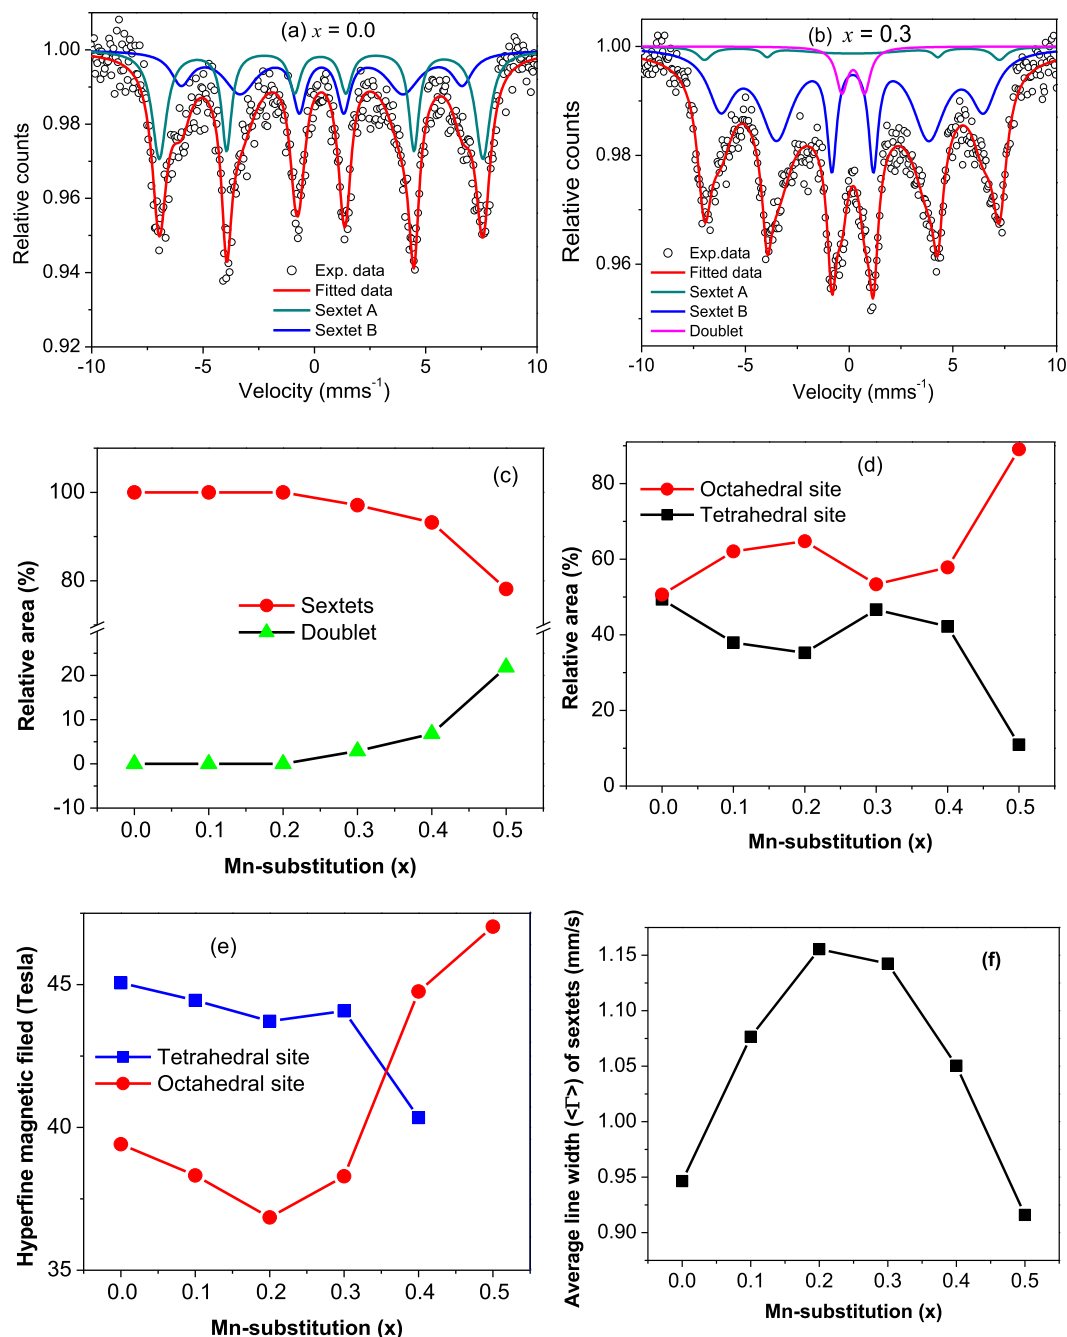 (a) x = 0.0
Relative counts
1.00
0.98
0.96
0.94
0.92
Exp. data
Fitted data
Sextet A
Sextet B
-10 -5 0 5 10
Velocity (mms-1)
(b) x = 0.3
Relative counts
1.00
0.98
0.96
Exp.data
Fitted data
Sextet A
Sextet B
Doublet
-10 -5 0 5 10
Velocity (mms-1)
(c)
Relative area (%)
100
80
20
10
0
-10
Sextets
Doublet
0.0 0.1 0.2 0.3 0.4 0.5
Mn-substitution (x)
(d)
Relative area (%)
80
60
40
20
0
Octahedral site
Tetrahedral site
0.0 0.1 0.2 0.3 0.4 0.5
Mn-substitution (x)
(e)
Hyperfine magnetic filed (Tesla)
45
40
35
Tetrahedral site
Octahedral site
0.0 0.1 0.2 0.3 0.4 0.5
Mn-substitution (x)
(f)
Average line width (<Γ>) of sextets (mm/s)
1.15
1.10
1.05
1.00
0.95
0.90
0.0 0.1 0.2 0.3 0.4 0.5
Mn-substitution (x)